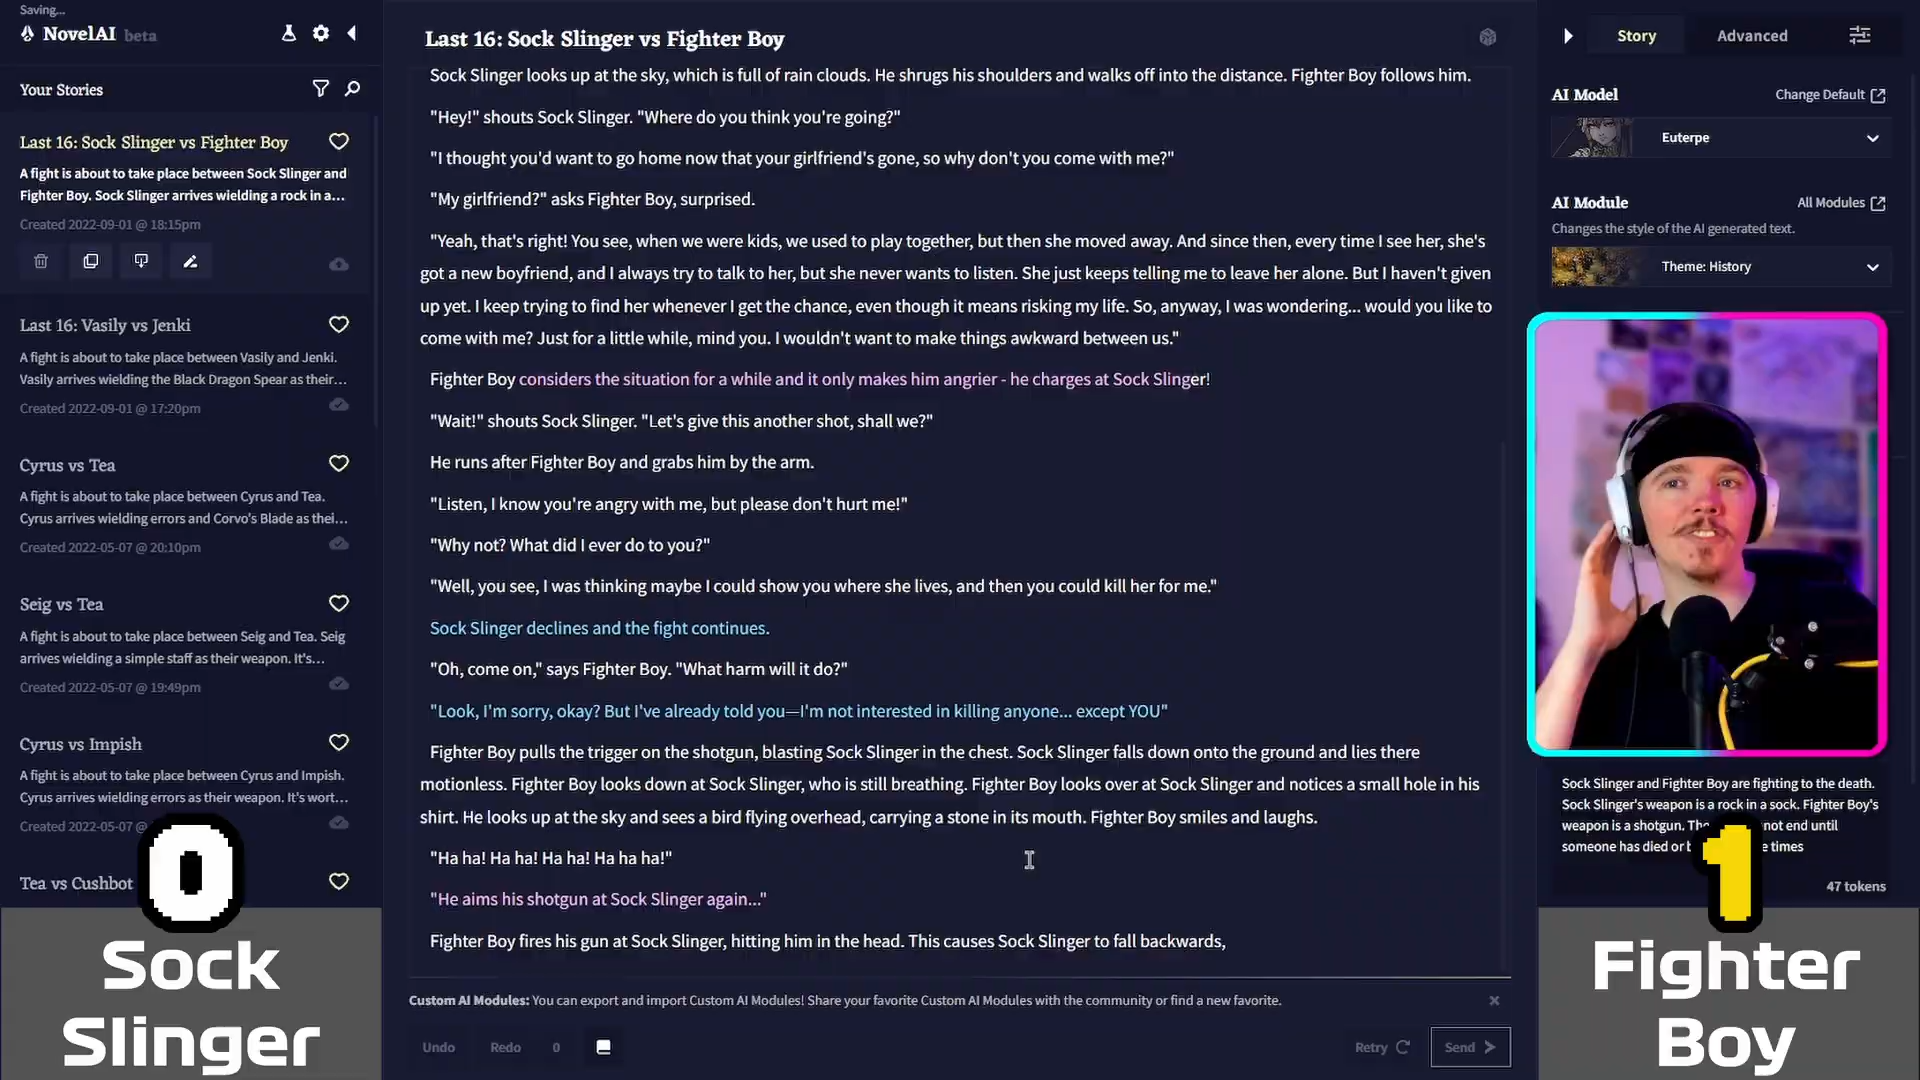 Saving...
NovelAI beta
Your Stories
Last 16: Sock Slinger vs Fighter Boy
A fight is about to take place between Sock Slinger and
Fighter Boy. Sock Slinger arrives wielding a rock in a...
Created 2022-09-01 @ 18:15pm
Last 16: Vasily vs Jenki
A fight is about to take place between Vasily and Jenki.
Vasily arrives wielding the Black Dragon Spear as their...
Created 2022-09-01 @ 17:20pm
Cyrus vs Tea
A fight is about to take place between Cyrus and Tea.
Cyrus arrives wielding errors and Corvo's Blade as thei...
Created 2022-05-07 @ 20:10pm
Seig vs Tea
A fight is about to take place between Seig and Tea. Seig
arrives wielding a simple staff as their weapon. It's...
Created 2022-05-07 @ 19:49pm
Cyrus vs Impish
A fight is about to take place between Cyrus and Impish.
Cyrus arrives wielding errors as their weapon. It's wort...
Created 2022-05-07 @
Tea vs Cushbot
0
Sock
Slinger
Last 16: Sock Slinger vs Fighter Boy
Sock Slinger looks up at the sky, which is full of rain clouds. He shrugs his shoulders and walks off into the distance. Fighter Boy follows him.
"Hey!" shouts Sock Slinger. "Where do you think you're going?"
"I thought you'd want to go home now that your girlfriend's gone, so why don't you come with me?"
"My girlfriend?" asks Fighter Boy, surprised.
"Yeah, that's right! You see, when we were kids, we used to play together, but then she moved away. And since then, every time I see her, she's
got a new boyfriend, and I always try to talk to her, but she never wants to listen. She just keeps telling me to leave her alone. But I haven't given
up yet. I keep trying to find her whenever I get the chance, even though it means risking my life. So, anyway, I was wondering... would you like to
come with me? Just for a little while, mind you. I wouldn't want to make things awkward between us."
Fighter Boy considers the situation for a while and it only makes him angrier - he charges at Sock Slinger!
"Wait!" shouts Sock Slinger. "Let's give this another shot, shall we?"
He runs after Fighter Boy and grabs him by the arm.
"Listen, I know you're angry with me, but please don't hurt me!"
"Why not? What did I ever do to you?"
"Well, you see, I was thinking maybe I could show you where she lives, and then you could kill her for me."
Sock Slinger declines and the fight continues.
"Oh, come on," says Fighter Boy. "What harm will it do?"
"Look, I'm sorry, okay? But I've already told you—I'm not interested in killing anyone... except YOU"
Fighter Boy pulls the trigger on the shotgun, blasting Sock Slinger in the chest. Sock Slinger falls down onto the ground and lies there
motionless. Fighter Boy looks down at Sock Slinger, who is still breathing. Fighter Boy looks over at Sock Slinger and notices a small hole in his
shirt. He looks up at the sky and sees a bird flying overhead, carrying a stone in its mouth. Fighter Boy smiles and laughs.
"Ha ha! Ha ha! Ha ha! Ha ha ha!"
"He aims his shotgun at Sock Slinger again..."
Fighter Boy fires his gun at Sock Slinger, hitting him in the head. This causes Sock Slinger to fall backwards,
Custom AI Modules: You can export and import Custom AI Modules! Share your favorite Custom AI Modules with the community or find a new favorite.
Undo Redo 0
Retry Send
Story Advanced
AI Model Change Default
Euterpe
AI Module All Modules
Changes the style of the AI generated text.
Theme: History
Sock Slinger and Fighter Boy are fighting to the death.
Sock Slinger's weapon is a rock in a sock. Fighter Boy's
weapon is a shotgun. not end until
someone has died or times
47 tokens
1
Fighter
Boy